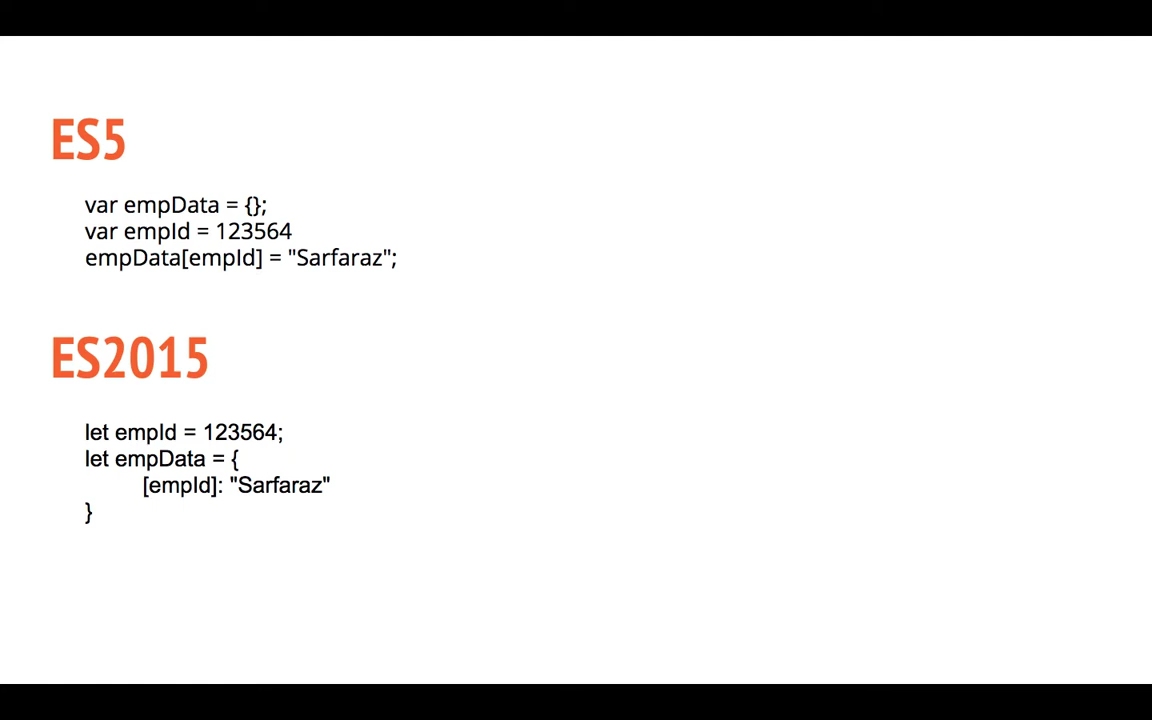 ES5
var empData = {};
var empId = 123564
empData[empId] = "Sarfaraz";
ES2015
let empId = 123564;
let empData = {
[empId]: "Sarfaraz"
}